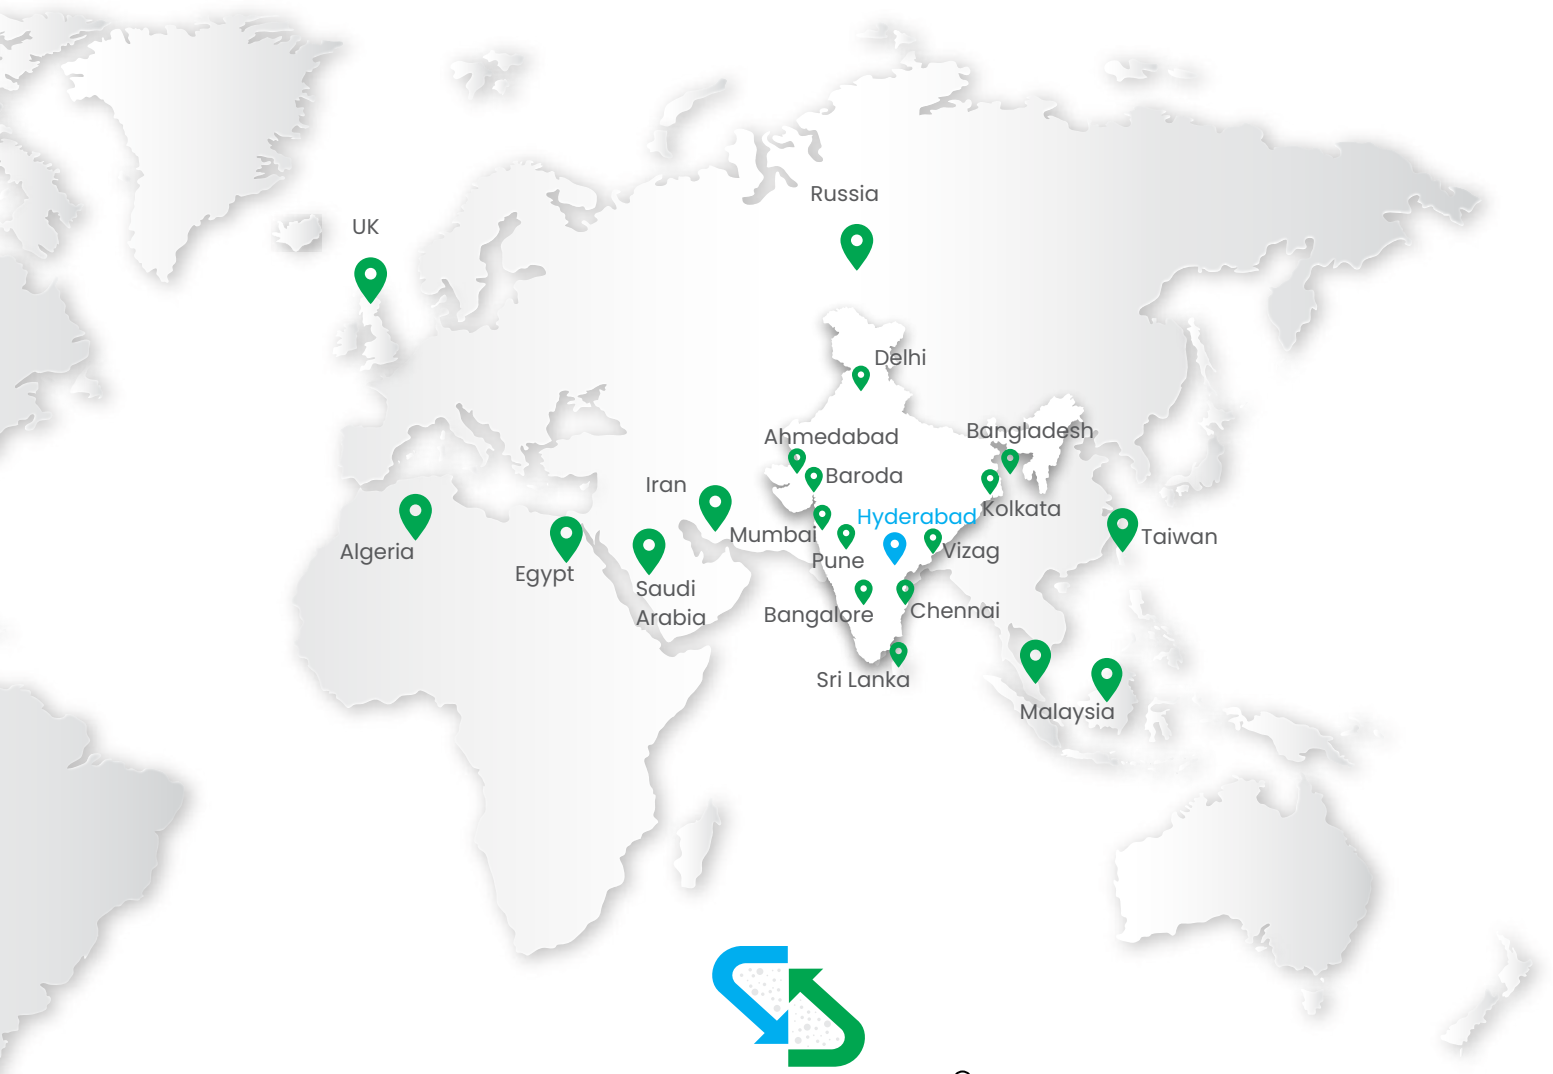 Russia
UK
Delhi
Ahmedabad
Bangladesh
Baroda
Iran
Kolkata
Hyderabad
Mumbai
Taiwan
Algeria
Vizag
Pune
Egypt
Saudi
Arabia
Chennai
Bangalore
Sri Lanka
Malaysia